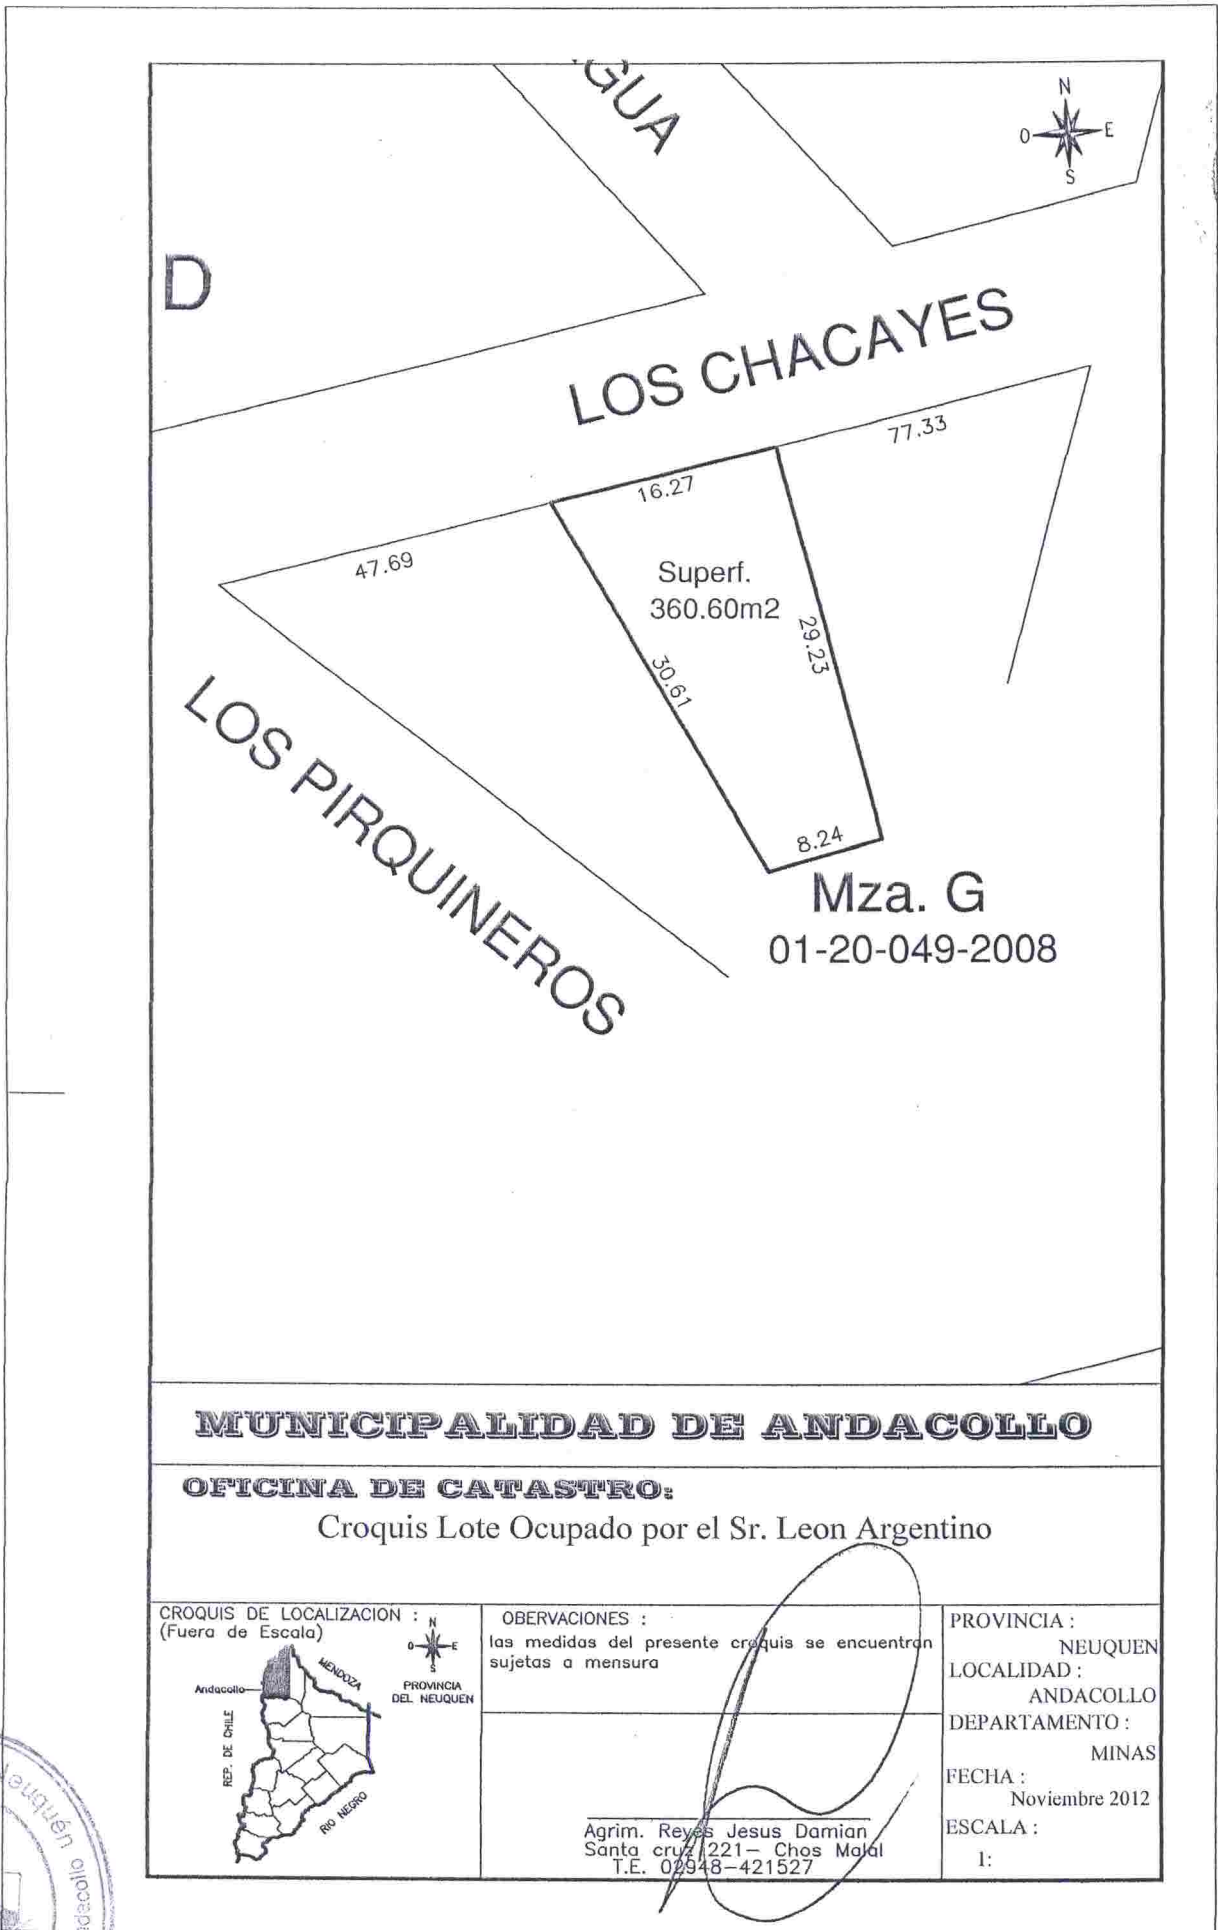 GUA
N
O E
S
D
LOS CHACAYES
77.33
16.27
47.69
Superf.
360.60m2
29.23
30.61
LOS PIRQUINEROS
8.24
Mza. G
01-20-049-2008
MUNICIPALIDAD DE ANDACOLLO
OFICINA DE CATASTRO:
Croquis Lote Ocupado por el Sr. Leon Argentino
CROQUIS DE LOCALIZACION :
(Fuera de Escala)
N
O E
S
PROVINCIA
DEL NEUQUEN
MENDOZA
Andacollo
REP. DE CHILE
RIO NEGRO
OBERVACIONES :
las medidas del presente croquis se encuentran
sujetas a mensura
Agrim. Reyes Jesus Damian
Santa cruz 221- Chos Malal
T.E. 02948-421527
PROVINCIA :
NEUQUEN
LOCALIDAD :
ANDACOLLO
DEPARTAMENTO :
MINAS
FECHA :
Noviembre 2012
ESCALA :
1: